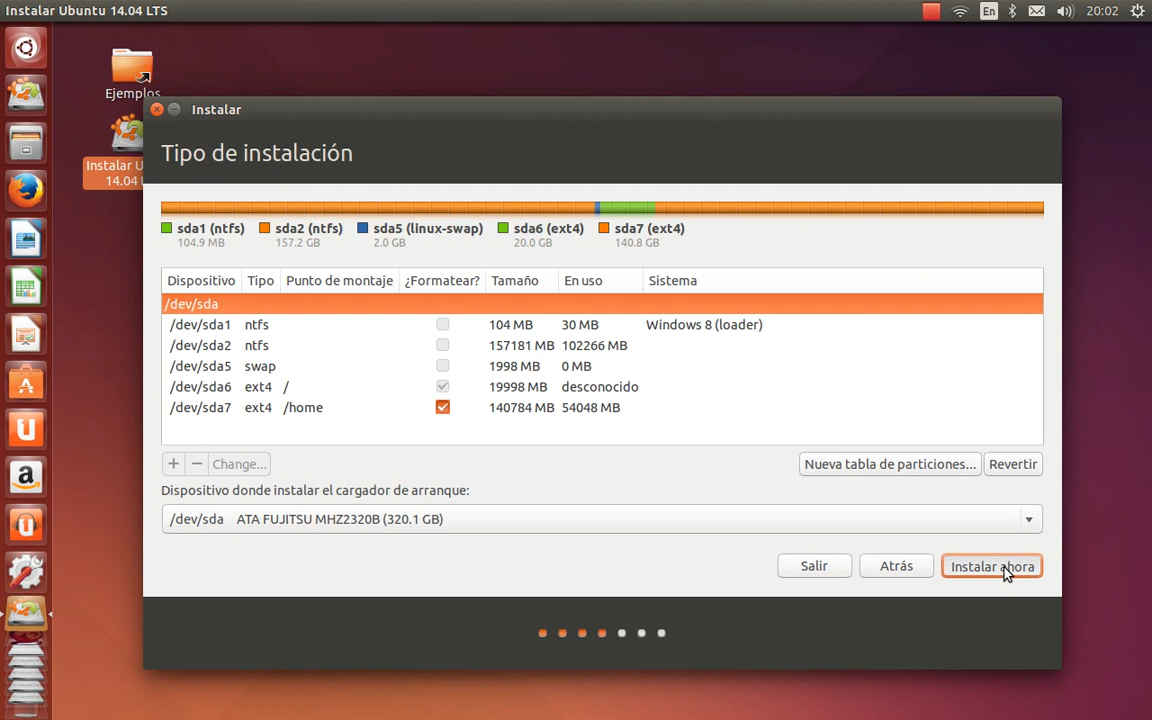 Instalar Ubuntu 14.04 LTS
En
20:02
Ejemplos
Instalar U
14.04 L
Instalar
Tipo de instalación
sda1 (ntfs) sda2 (ntfs) sda5 (linux-swap) sda6 (ext4) sda7 (ext4)
104.9 MB 157.2 GB 2.0 GB 20.0 GB 140.8 GB
Dispositivo Tipo Punto de montaje ¿Formatear? Tamaño En uso Sistema
/dev/sda
/dev/sda1 ntfs 104 MB 30 MB Windows 8 (loader)
/dev/sda2 ntfs 157181 MB 102266 MB
/dev/sda5 swap 1998 MB 0 MB
/dev/sda6 ext4 / 19998 MB desconocido
/dev/sda7 ext4 /home 140784 MB 54048 MB
+ − Change... Nueva tabla de particiones... Revertir
Dispositivo donde instalar el cargador de arranque:
/dev/sda ATA FUJITSU MHZ2320B (320.1 GB)
Salir Atrás Instalar ahora